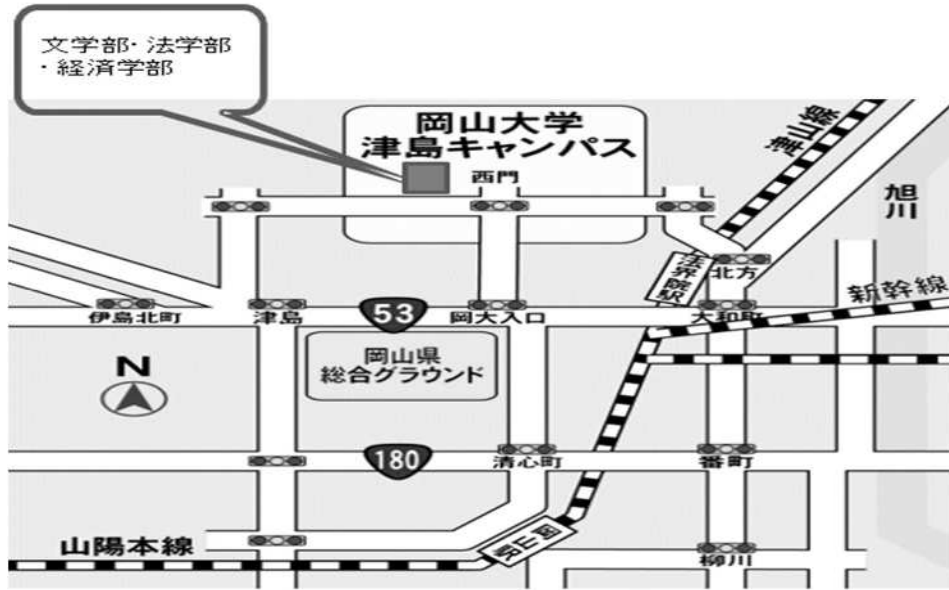 文学部・法学部
・経済学部
岡山大学
津島キャンパス
西門
津山線
旭川
北方
法界院駅
新幹線
伊島北町
津島
53
岡大入口
大和町
岡山県
総合グラウンド
N
180
清心町
番町
山陽本線
岡山駅
柳川